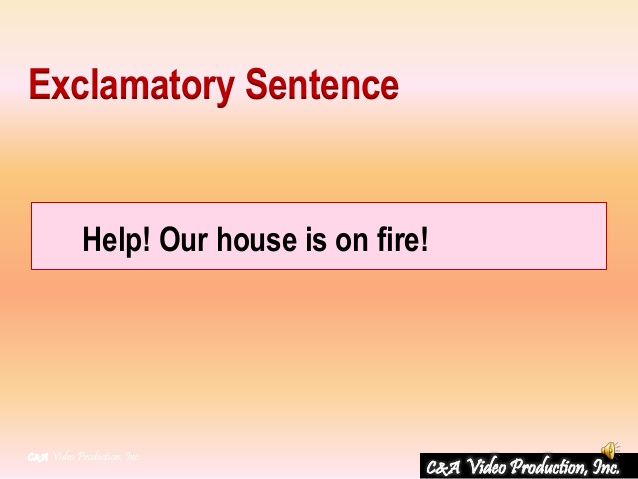 Exclamatory Sentence
Help! Our house is on fire!
C&A Video Production, Inc.
C&A Video Production, Inc.